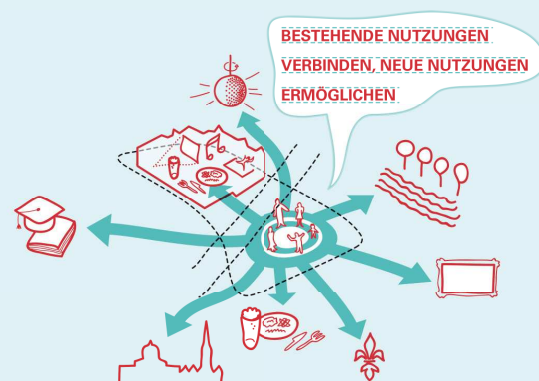 BESTEHENDE NUTZUNGEN
VERBINDEN, NEUE NUTZUNGEN
ERMÖGLICHEN